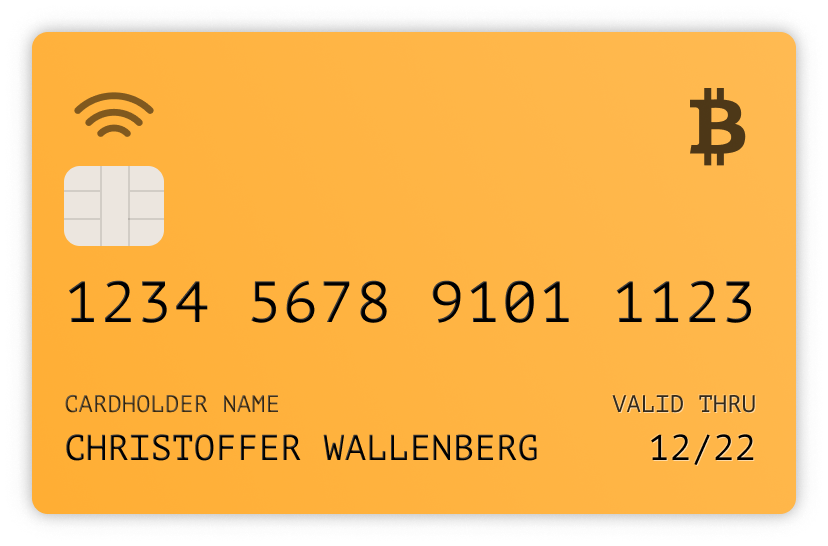 1234 5678 9101 1123
CARDHOLDER NAME VALID THRU
CHRISTOFFER WALLENBERG 12/22